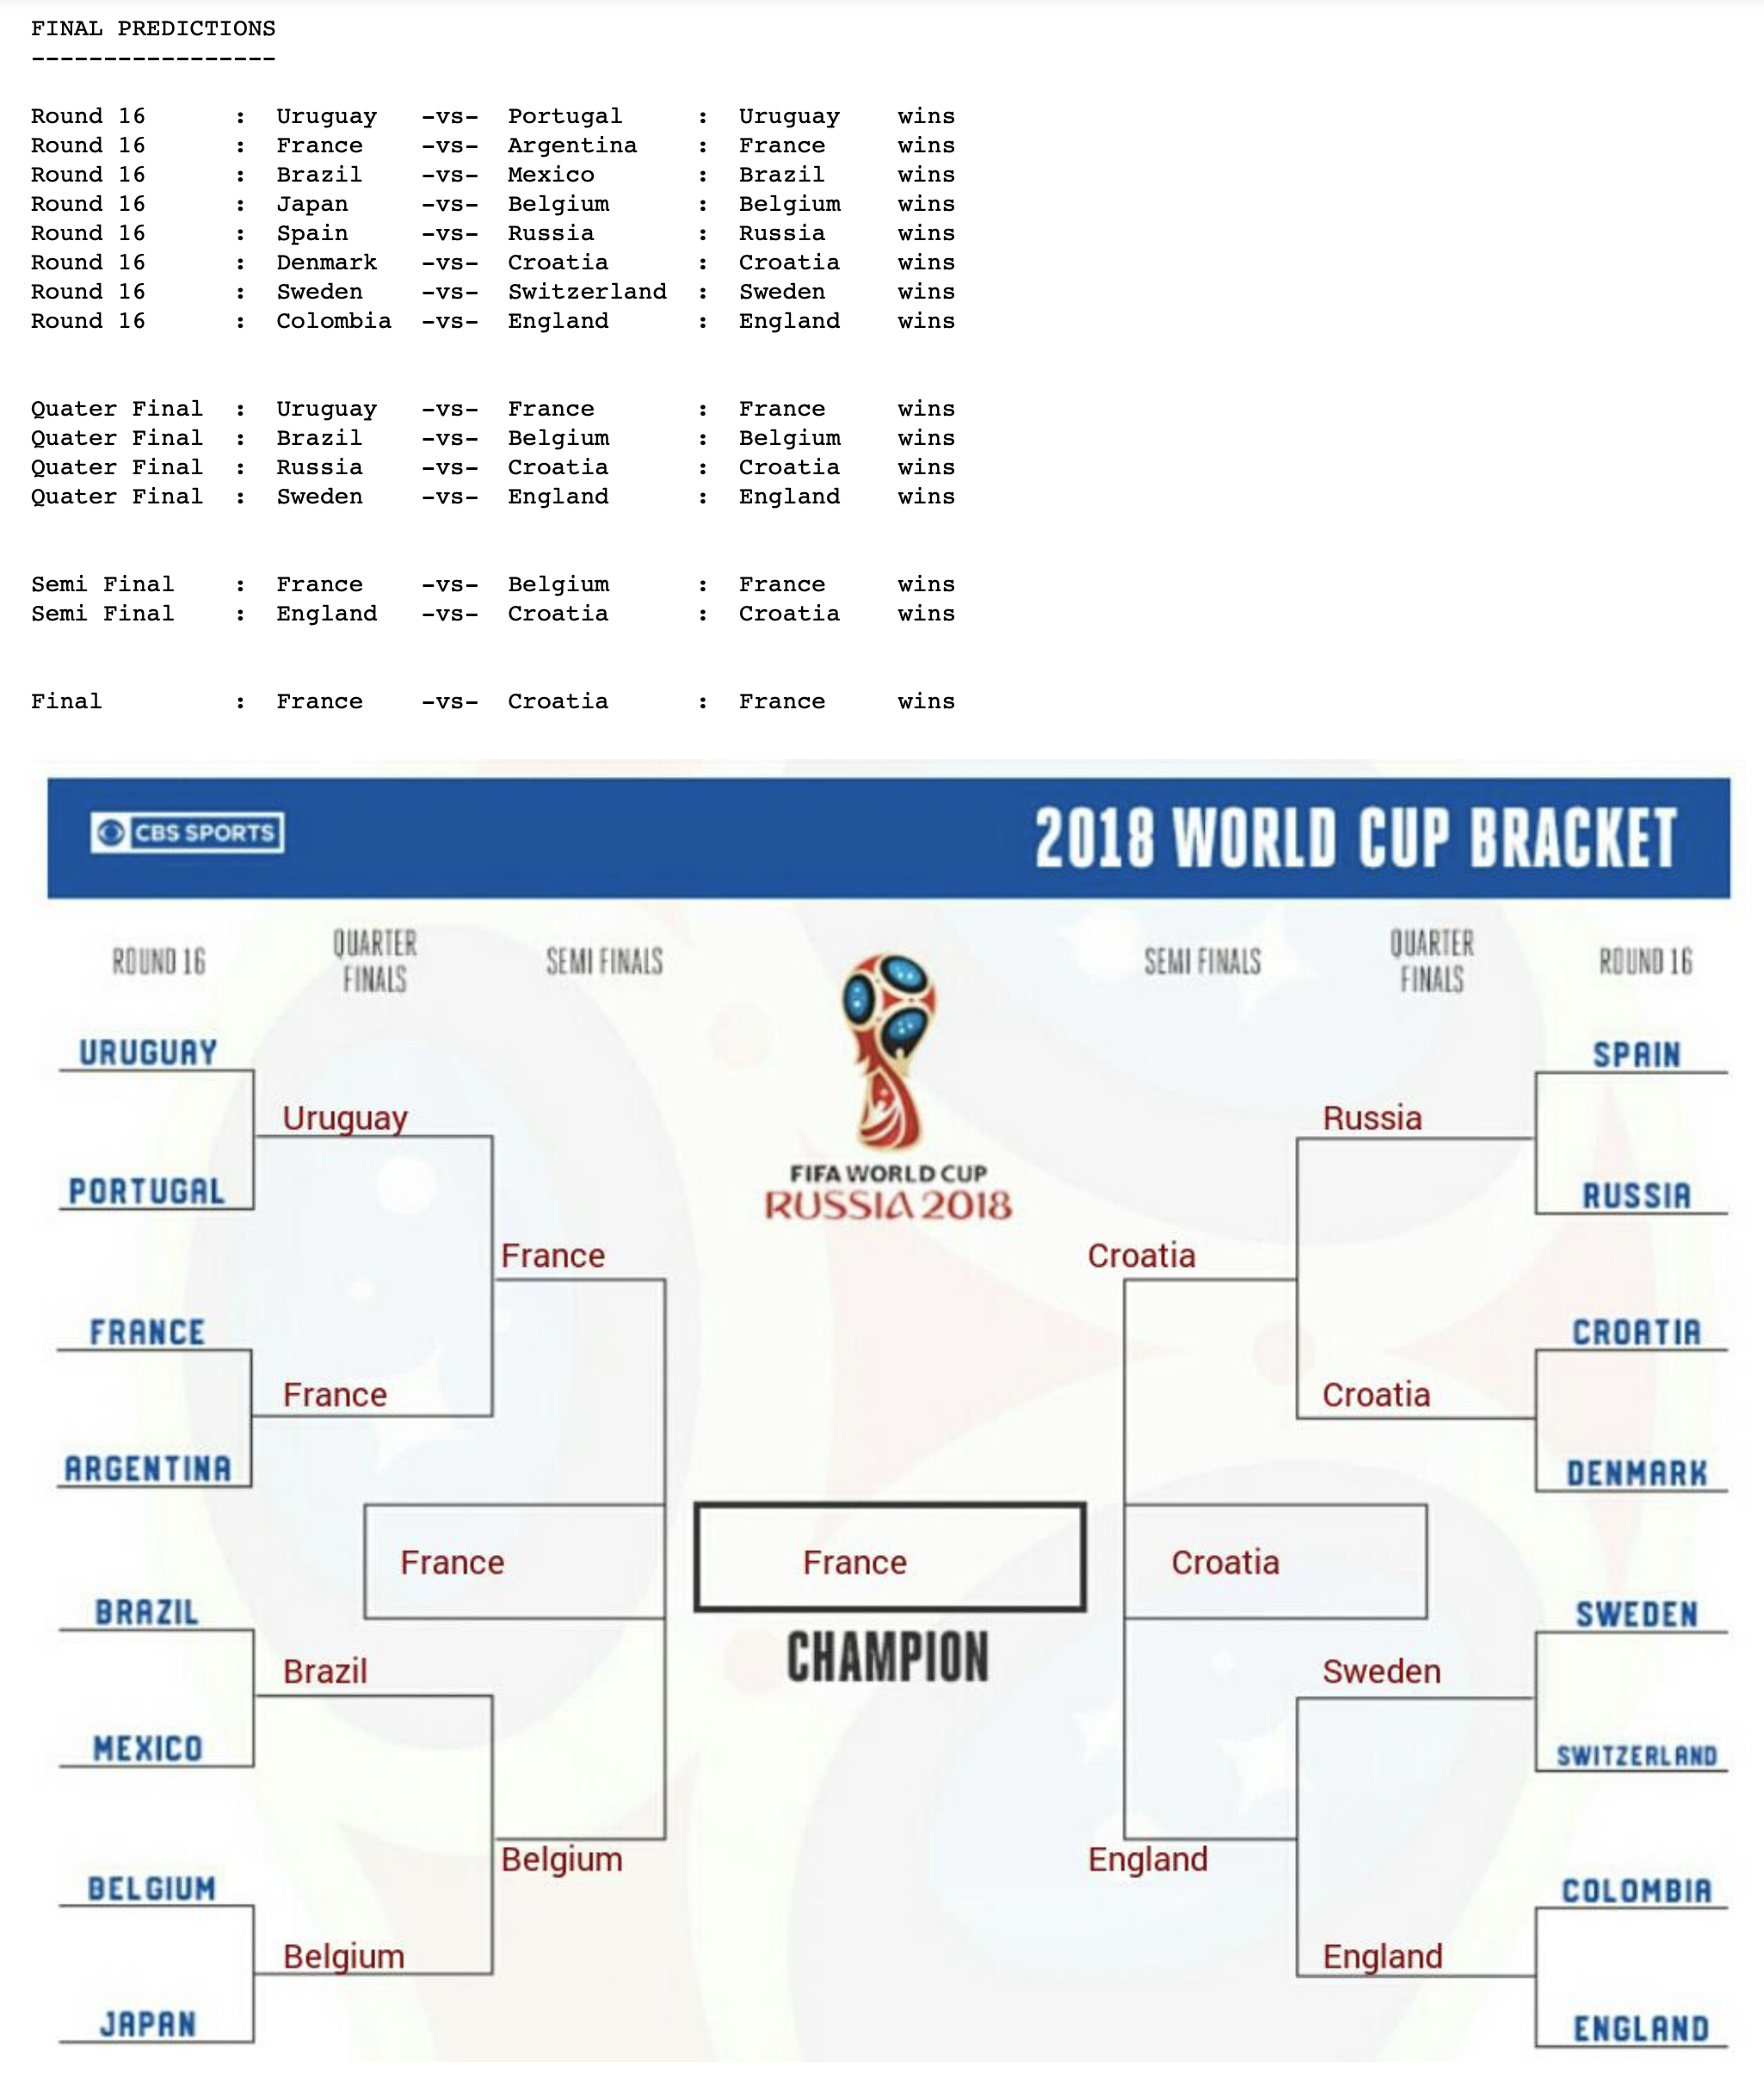 FINAL PREDICTIONS
-----------------
Round 16 : Uruguay -vs- Portugal : Uruguay wins
Round 16 : France -vs- Argentina : France wins
Round 16 : Brazil -vs- Mexico : Brazil wins
Round 16 : Japan -vs- Belgium : Belgium wins
Round 16 : Spain -vs- Russia : Russia wins
Round 16 : Denmark -vs- Croatia : Croatia wins
Round 16 : Sweden -vs- Switzerland : Sweden wins
Round 16 : Colombia -vs- England : England wins
Quater Final : Uruguay -vs- France : France wins
Quater Final : Brazil -vs- Belgium : Belgium wins
Quater Final : Russia -vs- Croatia : Croatia wins
Quater Final : Sweden -vs- England : England wins
Semi Final : France -vs- Belgium : France wins
Semi Final : England -vs- Croatia : Croatia wins
Final : France -vs- Croatia : France wins
CBS SPORTS
2018 WORLD CUP BRACKET
ROUND 16
QUARTER
FINALS
SEMI FINALS
SEMI FINALS
QUARTER
FINALS
ROUND 16
URUGUAY
Uruguay
PORTUGAL
France
FRANCE
France
ARGENTINA
France
BRAZIL
Brazil
MEXICO
Belgium
BELGIUM
Belgium
JAPAN
FIFA WORLD CUP
RUSSIA 2018
France
CHAMPION
SPAIN
Russia
RUSSIA
Croatia
CROATIA
Croatia
DENMARK
Croatia
SWEDEN
Sweden
SWITZERLAND
England
COLOMBIA
England
ENGLAND